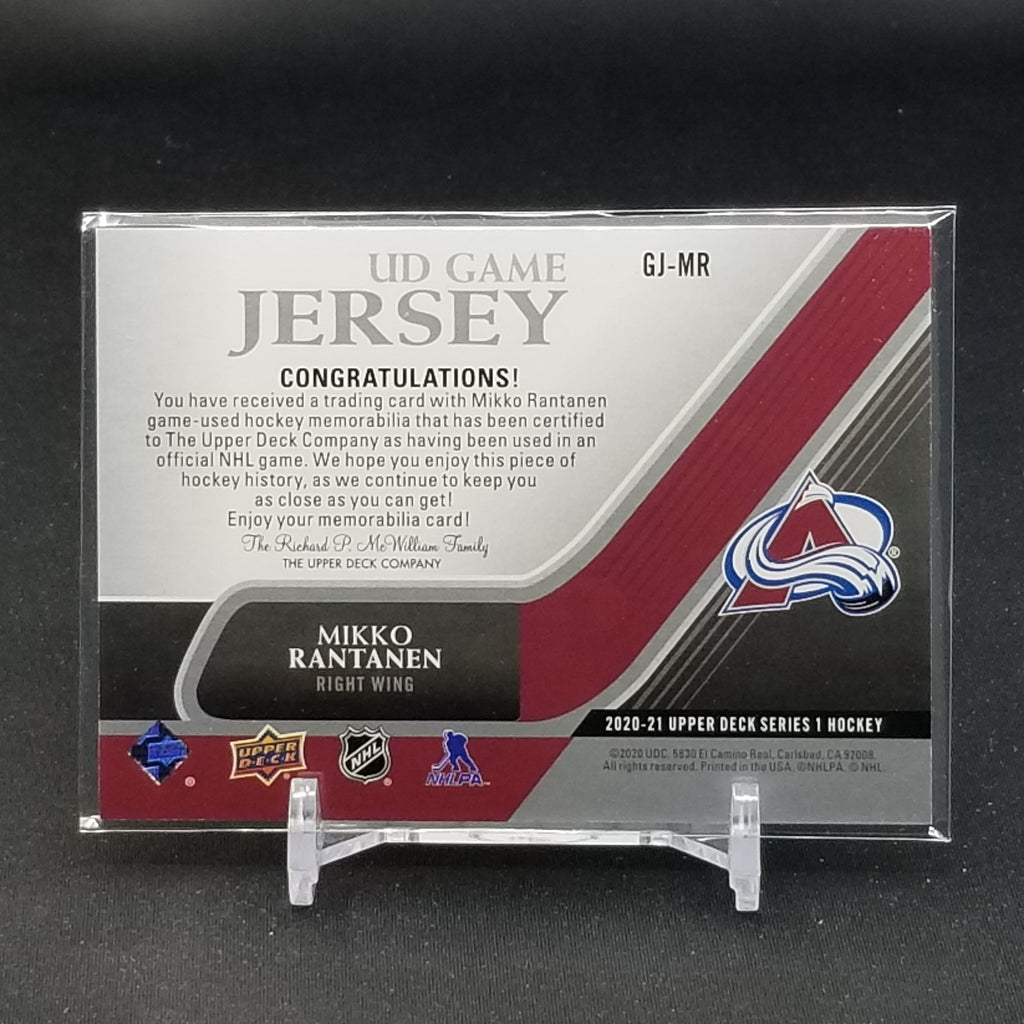 UD GAME
JERSEY
GJ-MR
CONGRATULATIONS!
You have received a trading card with Mikko Rantanen
game-used hockey memorabilia that has been certified
to The Upper Deck Company as having been used in an
official NHL game. We hope you enjoy this piece of
hockey history, as we continue to keep you
as close as you can get!
Enjoy your memorabilia card!
The Richard P. McWilliam Family
THE UPPER DECK COMPANY
MIKKO
RANTANEN
RIGHT WING
A ®
2020-21 UPPER DECK SERIES 1 HOCKEY
©2020 UDC. 5830 El Camino Real, Carlsbad, CA 92008.
All rights reserved. Printed in the USA. ©NHLPA. © NHL.
®
UPPER
D·E·C·K
®
NHL
®
NHLPA